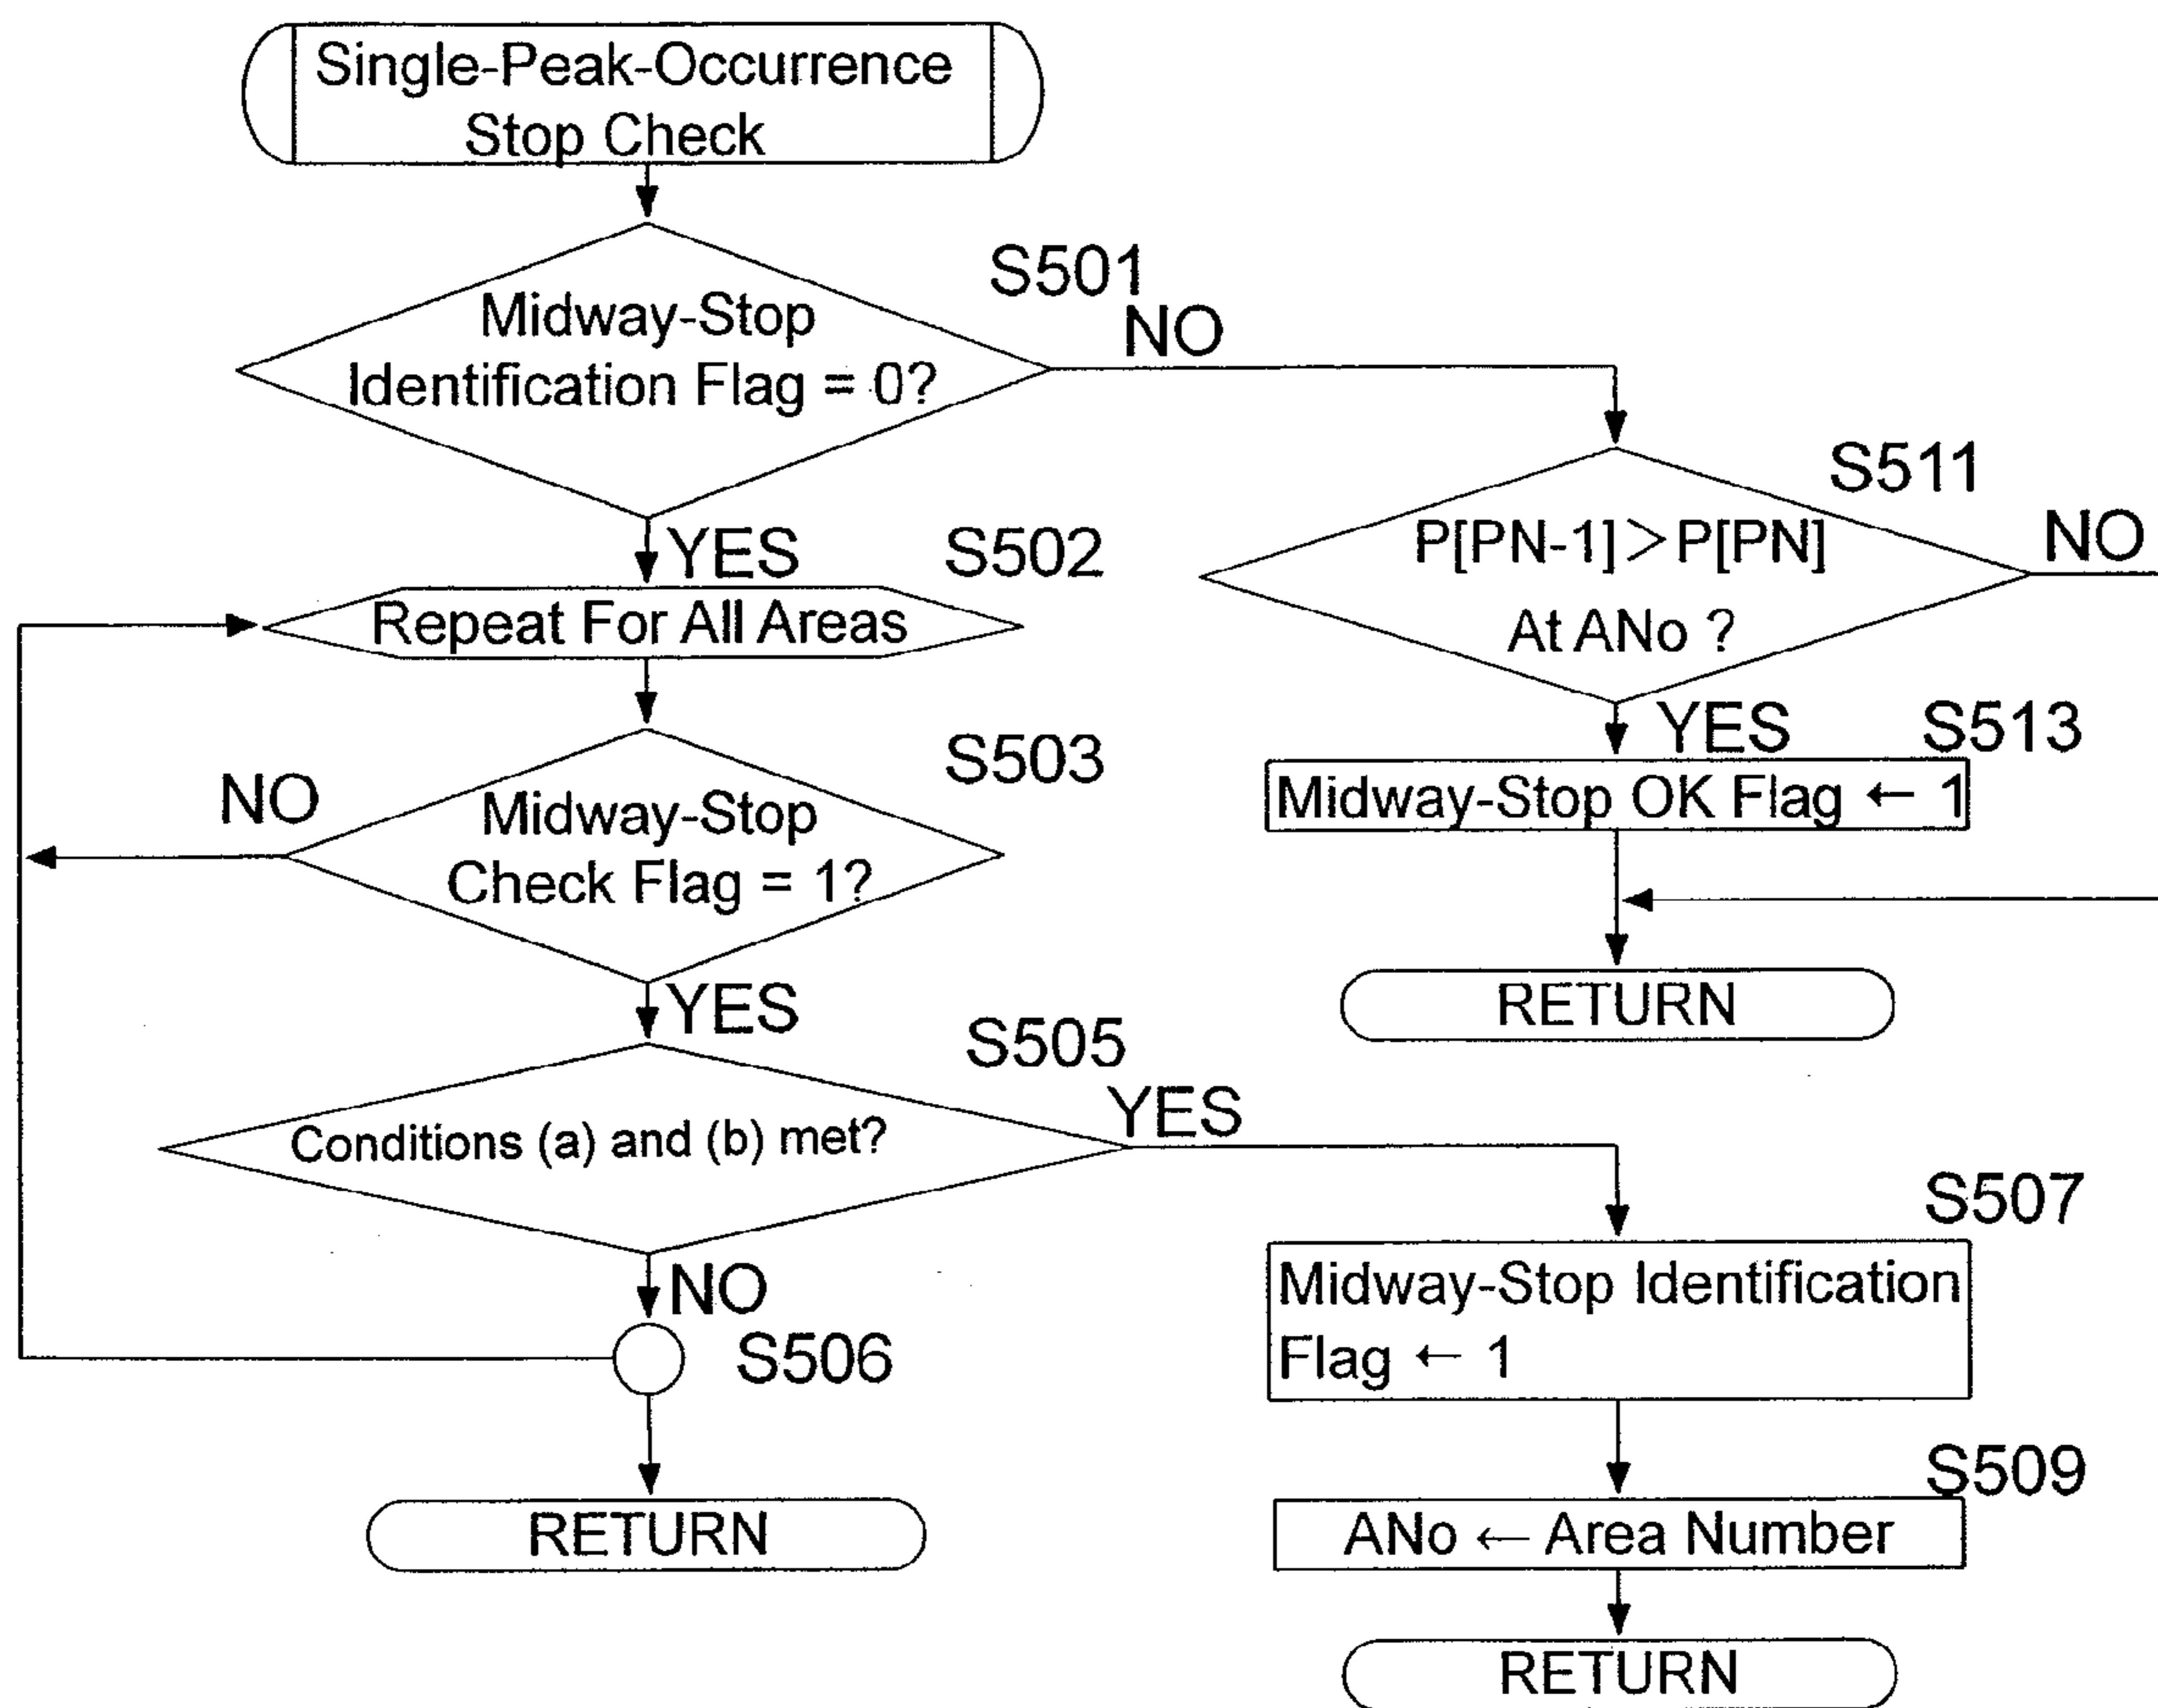 Single-Peak-Occurrence
Stop Check
S501
Midway-Stop
Identification Flag = 0?
NO
YES
S502
Repeat For All Areas
S503
NO
Midway-Stop
Check Flag = 1?
YES
S505
Conditions (a) and (b) met?
YES
NO
S506
RETURN
S511
P[PN-1]>P[PN]
At ANo ?
NO
YES
S513
Midway-Stop OK Flag ← 1
RETURN
S507
Midway-Stop Identification
Flag ← 1
S509
ANo ← Area Number
RETURN